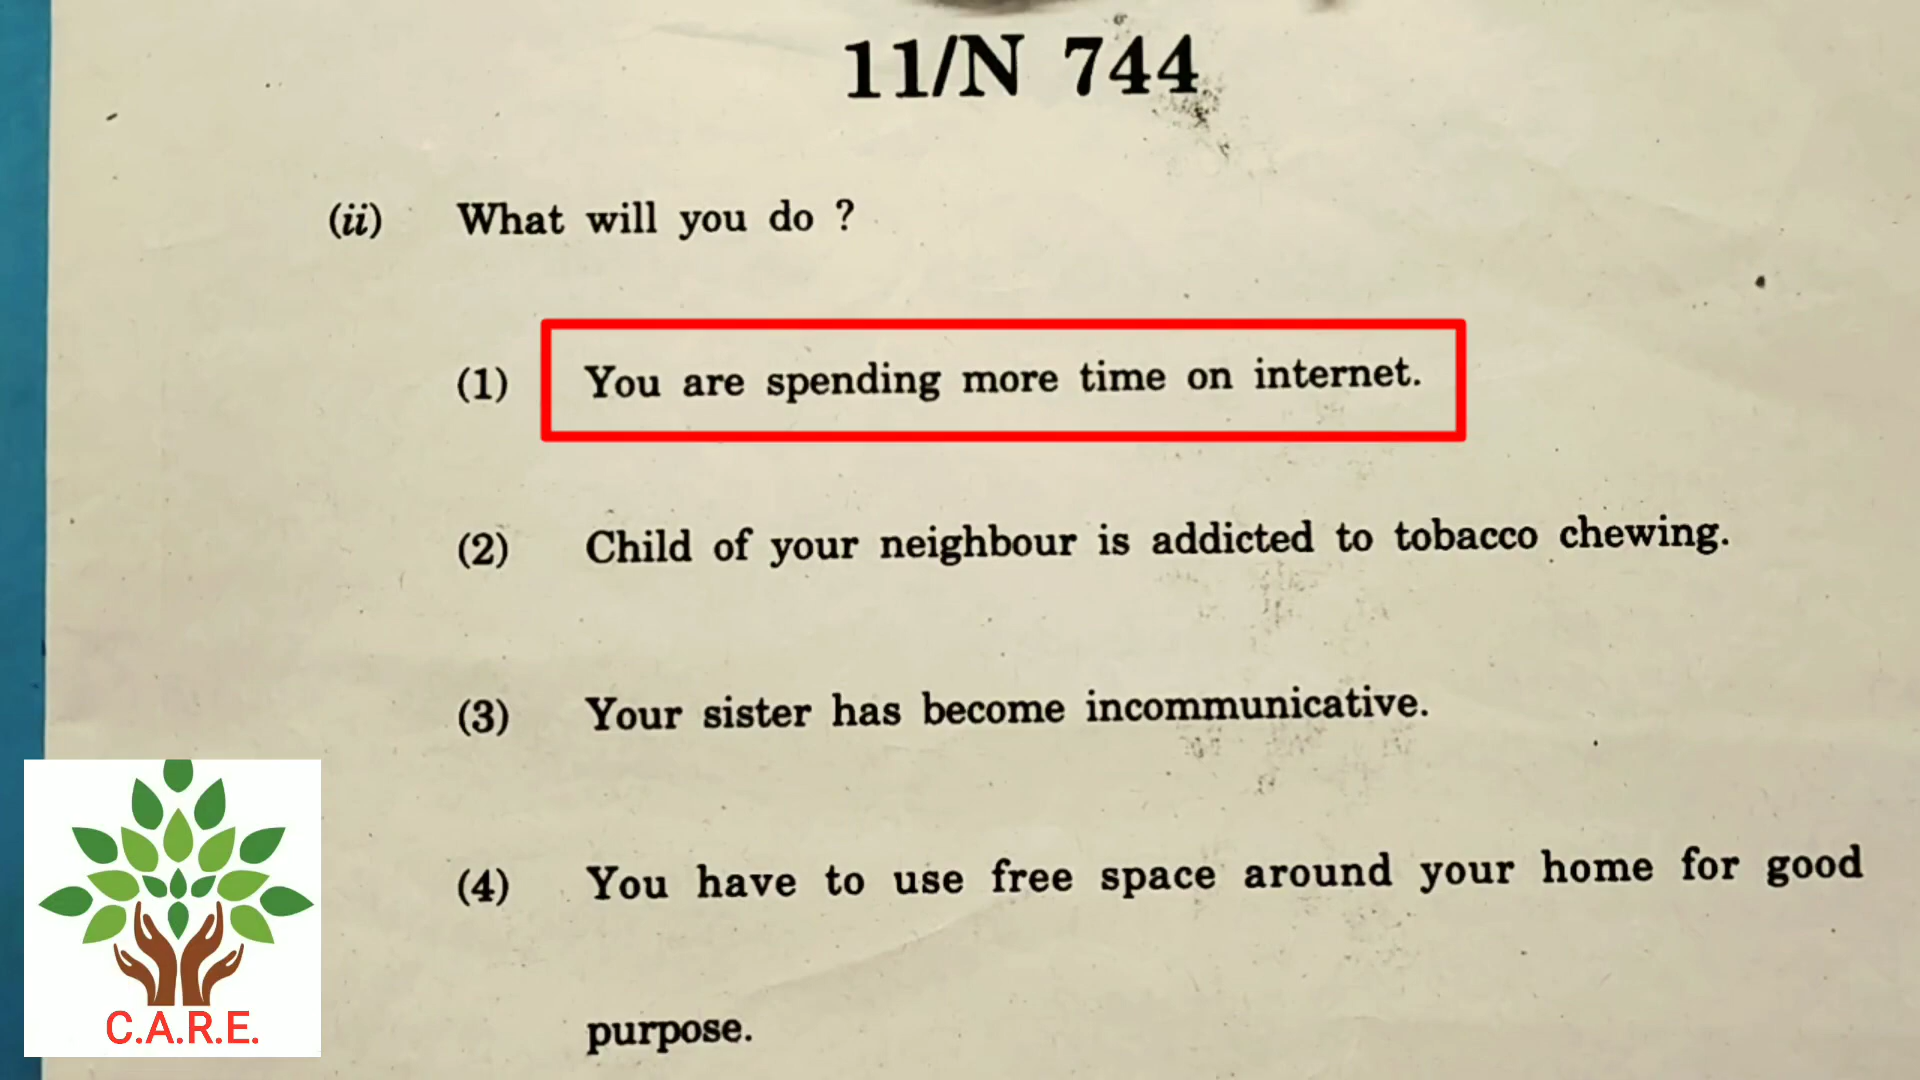 11/N 744
(ii) What will you do ?
(1) You are spending more time on internet.
(2) Child of your neighbour is addicted to tobacco chewing.
(3) Your sister has become incommunicative.
(4) You have to use free space around your home for good
purpose.
C.A.R.E.